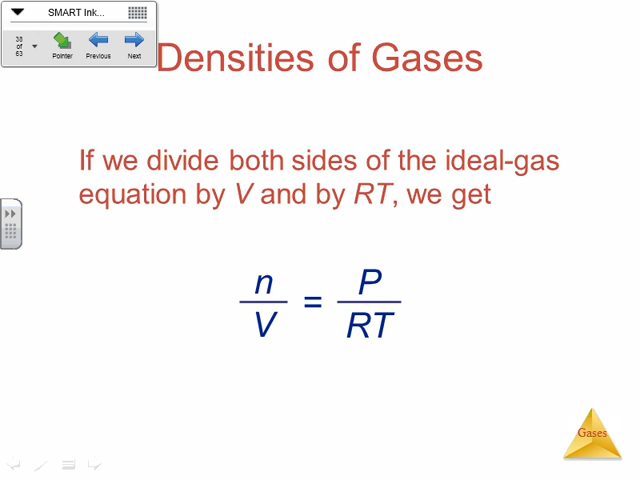 SMART Ink...
38
of
63
Pointer
Previous
Next
Densities of Gases
If we divide both sides of the ideal-gas
equation by V and by RT, we get
n/V = P/RT
Gases